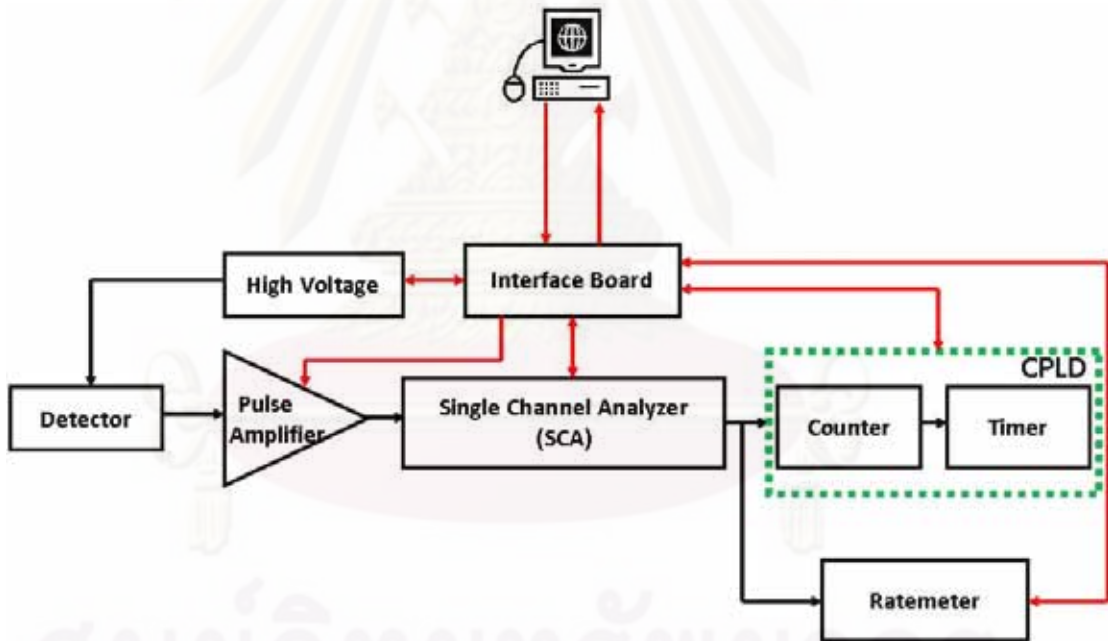 High Voltage
Interface Board
Detector
Pulse
Amplifier
Single Channel Analyzer
(SCA)
CPLD
Counter
Timer
Ratemeter